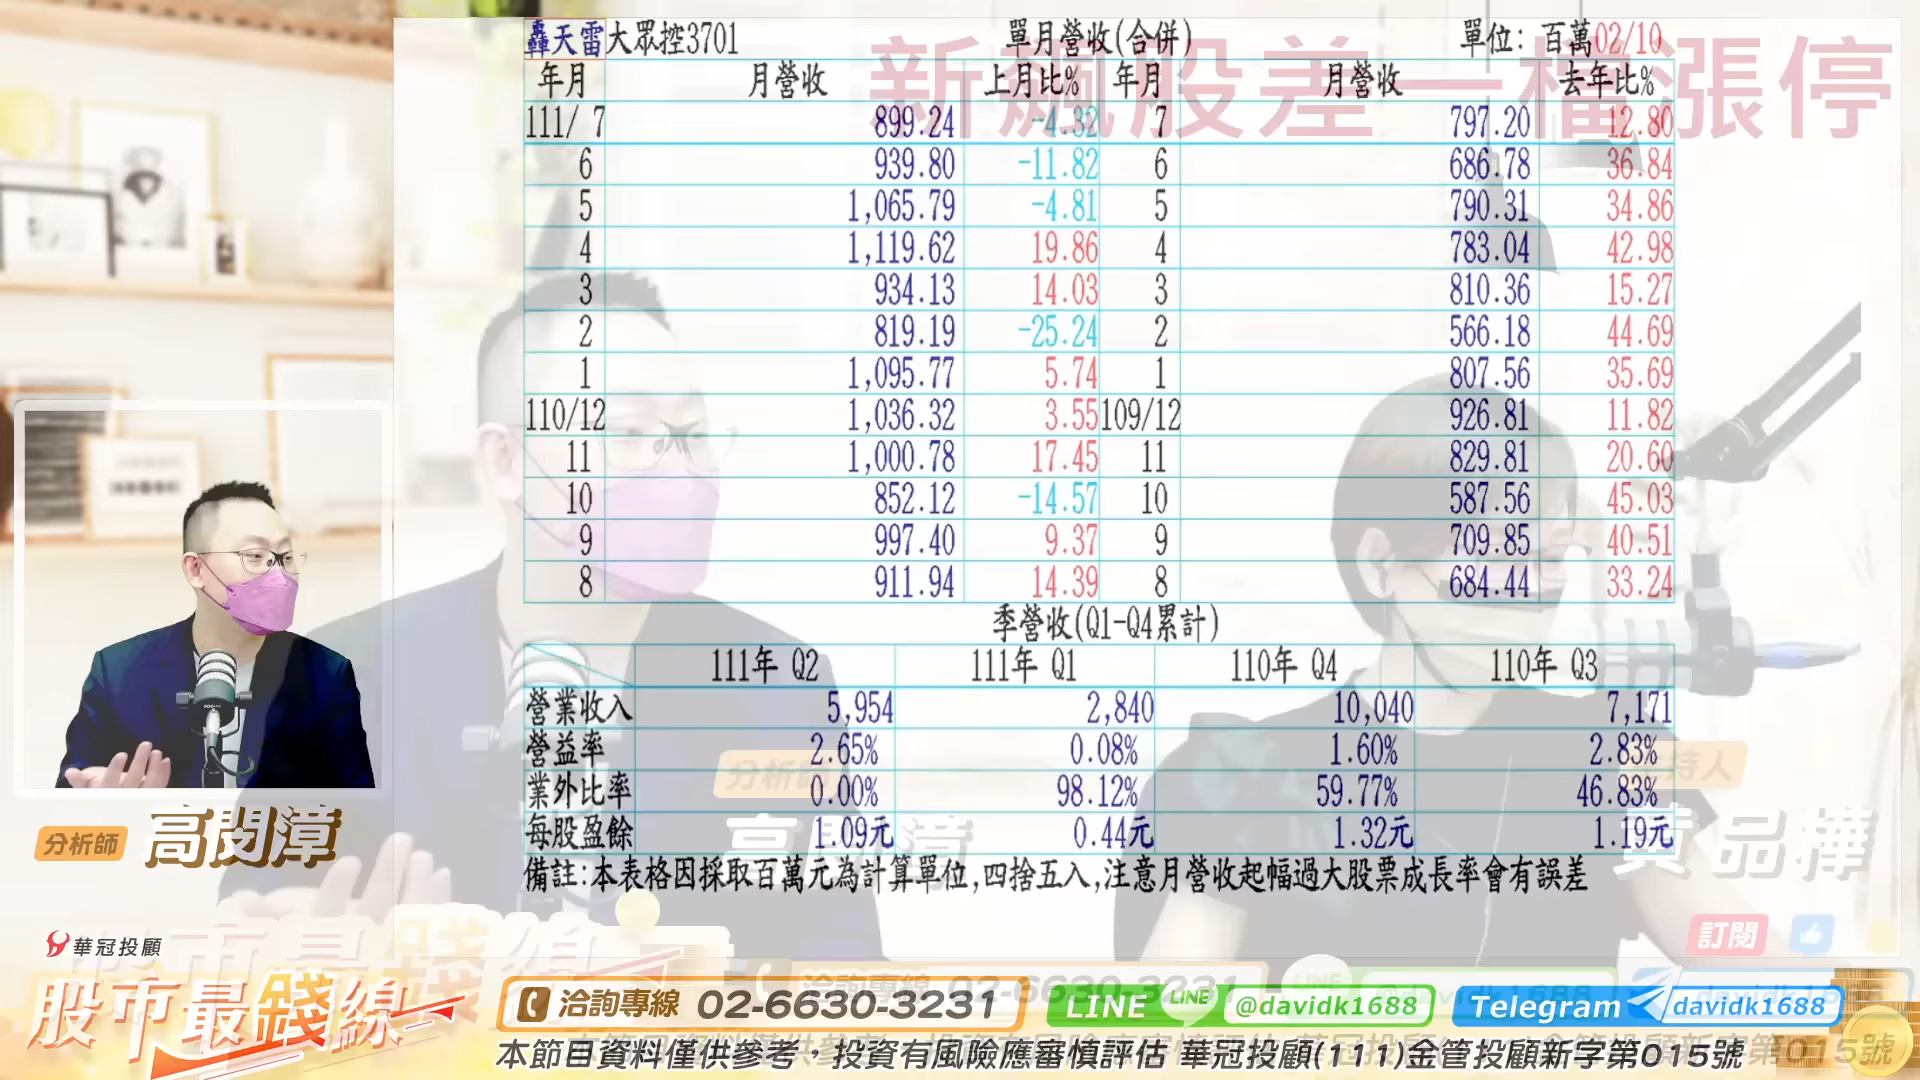 轟天雷大眾控3701 單月營收(合併) 單位: 百萬02/10
新飆股差一檔漲停
年月 月營收 上月比% 年月 月營收 去年比%
111/ 7 899.24 -4.32 7 797.20 12.80
6 939.80 -11.82 6 686.78 36.84
5 1,065.79 -4.81 5 790.31 34.86
4 1,119.62 19.86 4 783.04 42.98
3 934.13 14.03 3 810.36 15.27
2 819.19 -25.24 2 566.18 44.69
1 1,095.77 5.74 1 807.56 35.69
110/12 1,036.32 3.55 109/12 926.81 11.82
11 1,000.78 17.45 11 829.81 20.60
10 852.12 -14.57 10 587.56 45.03
9 997.40 9.37 9 709.85 40.51
8 911.94 14.39 8 684.44 33.24
季營收(Q1-Q4累計)
111年 Q2 111年 Q1 110年 Q4 110年 Q3
營業收入 5,954 2,840 10,040 7,171
營益率 2.65% 0.08% 1.60% 2.83%
業外比率 0.00% 98.12% 59.77% 46.83%
每股盈餘 1.09元 0.44元 1.32元 1.19元
備註:本表格因採取百萬元為計算單位,四捨五入,注意月營收起幅過大股票成長率會有誤差
分析師 高閔漳
持人
黃品樺
訂閱
華冠投顧
股市最錢線
洽詢專線 02-6630-3231 LINE LINE @davidk1688 Telegram davidk1688
本節目資料僅供參考，投資有風險應審慎評估 華冠投顧(111)金管投顧新字第015號